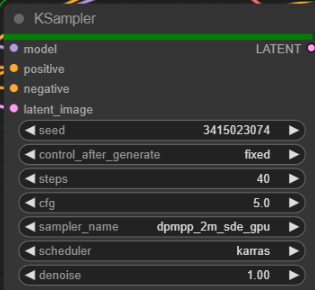 KSampler
model LATENT
positive
negative
latent_image
seed 3415023074
control_after_generate fixed
steps 40
cfg 5.0
sampler_name dpmpp_2m_sde_gpu
scheduler karras
denoise 1.00